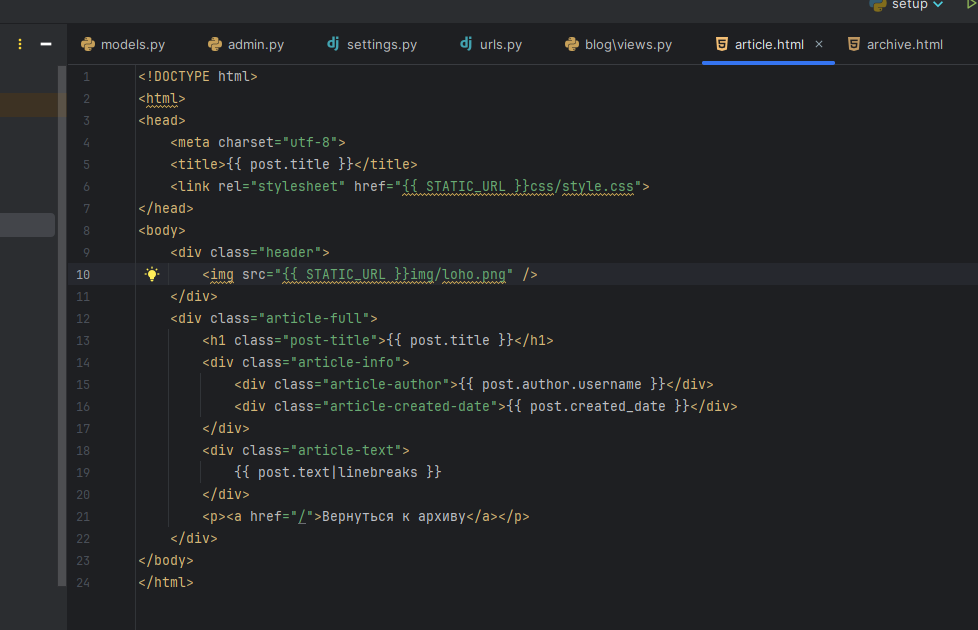 setup
models.py admin.py settings.py urls.py blog\views.py article.html × archive.html
1 <!DOCTYPE html>
2 <html>
3 <head>
4     <meta charset="utf-8">
5     <title>{{ post.title }}</title>
6     <link rel="stylesheet" href="{{ STATIC_URL }}css/style.css">
7 </head>
8 <body>
9     <div class="header">
10         <img src="{{ STATIC_URL }}img/loho.png" />
11     </div>
12     <div class="article-full">
13         <h1 class="post-title">{{ post.title }}</h1>
14         <div class="article-info">
15             <div class="article-author">{{ post.author.username }}</div>
16             <div class="article-created-date">{{ post.created_date }}</div>
17         </div>
18         <div class="article-text">
19             {{ post.text|linebreaks }}
20         </div>
21         <p><a href="/">Вернуться к архиву</a></p>
22     </div>
23 </body>
24 </html>